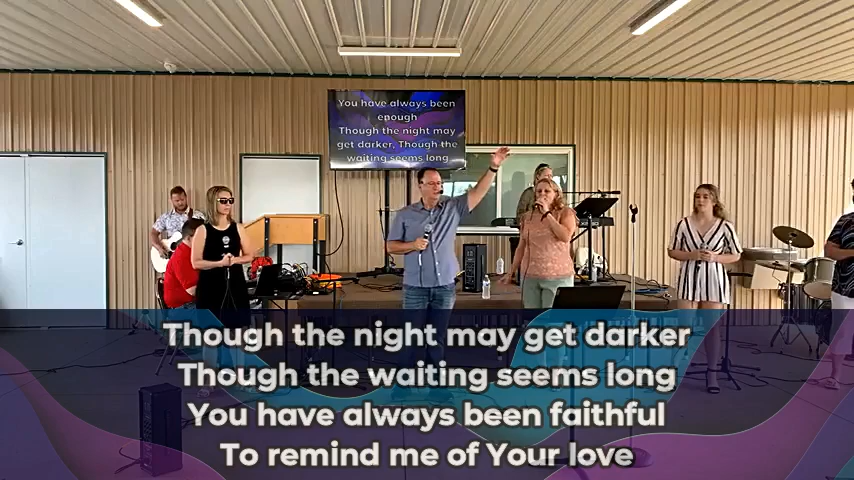 You have always been
enough
Though the night may
get darker, Though the
waiting seems long
Though the night may get darker
Though the waiting seems long
You have always been faithful
To remind me of Your love